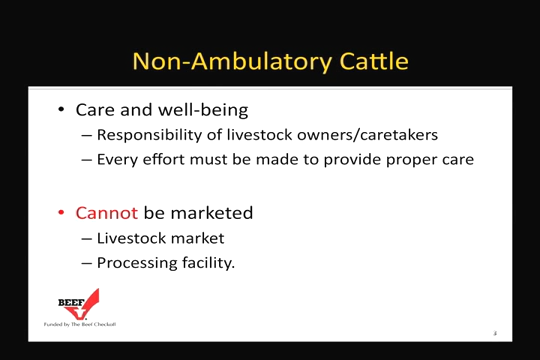 Non-Ambulatory Cattle
• Care and well-being
– Responsibility of livestock owners/caretakers
– Every effort must be made to provide proper care
• Cannot be marketed
– Livestock market
– Processing facility.
BEEF
Funded by The Beef Checkoff